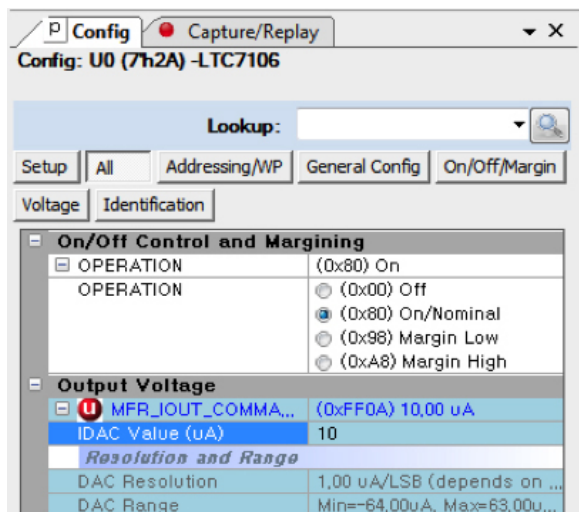 Config Capture/Replay
Config: U0 (7'h2A) -LTC7106
Lookup:
Setup All Addressing/WP General Config On/Off/Margin
Voltage Identification
On/Off Control and Margining
OPERATION (0x80) On
OPERATION (0x00) Off
(0x80) On/Nominal
(0x98) Margin Low
(0xA8) Margin High
Output Voltage
U MFR_IOUT_COMMA... (0xFF0A) 10,00 uA
IDAC Value (uA) 10
Resolution and Range
DAC Resolution 1,00 uA/LSB (depends on ...
DAC Range Min=-64,00uA, Max=63,00u...